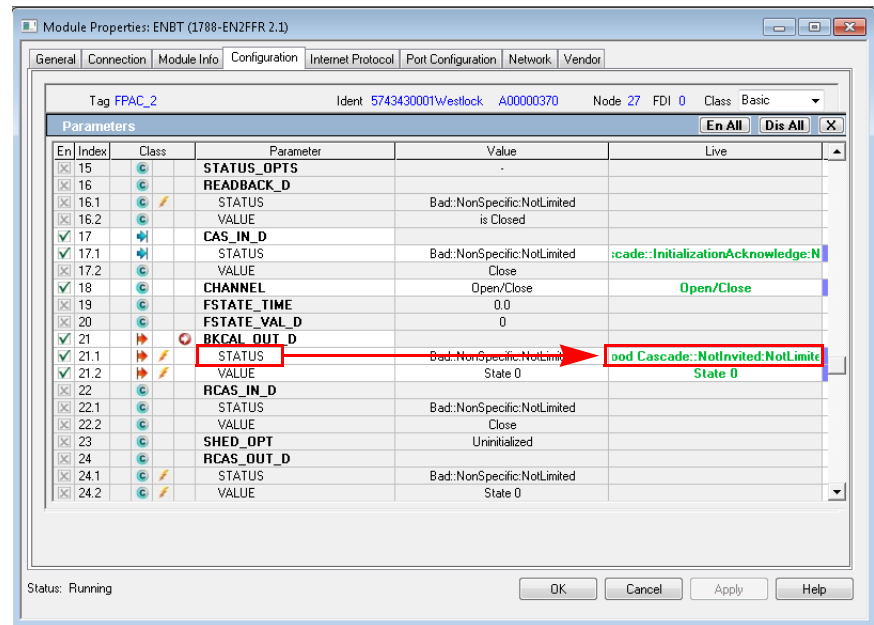 Module Properties: ENBT (1788-EN2FFR 2.1)
General Connection Module Info Configuration Internet Protocol Port Configuration Network Vendor
Tag FPAC_2 Ident 5743430001Westlock A00000370 Node 27 FDI 0 Class Basic
Parameters En All Dis All X
En Index Class Parameter Value Live
15 C STATUS_OPTS -
16 C READBACK_D
16.1 C STATUS Bad::NonSpecific:NotLimited
16.2 C VALUE is Closed
17 CAS_IN_D
17.1 STATUS Bad::NonSpecific:NotLimited :cade::InitializationAcknowledge:N
17.2 C VALUE Close
18 C CHANNEL Open/Close Open/Close
19 C FSTATE_TIME 0.0
20 C FSTATE_VAL_D 0
21 BKCAL_OUT_D
21.1 STATUS Bad::NonSpecific:NotLimited ood Cascade::NotInvited:NotLimite
21.2 VALUE State 0 State 0
22 C RCAS_IN_D
22.1 C STATUS Bad::NonSpecific:NotLimited
22.2 C VALUE Close
23 C SHED_OPT Uninitialized
24 C RCAS_OUT_D
24.1 C STATUS Bad::NonSpecific:NotLimited
24.2 C VALUE State 0
Status: Running OK Cancel Apply Help